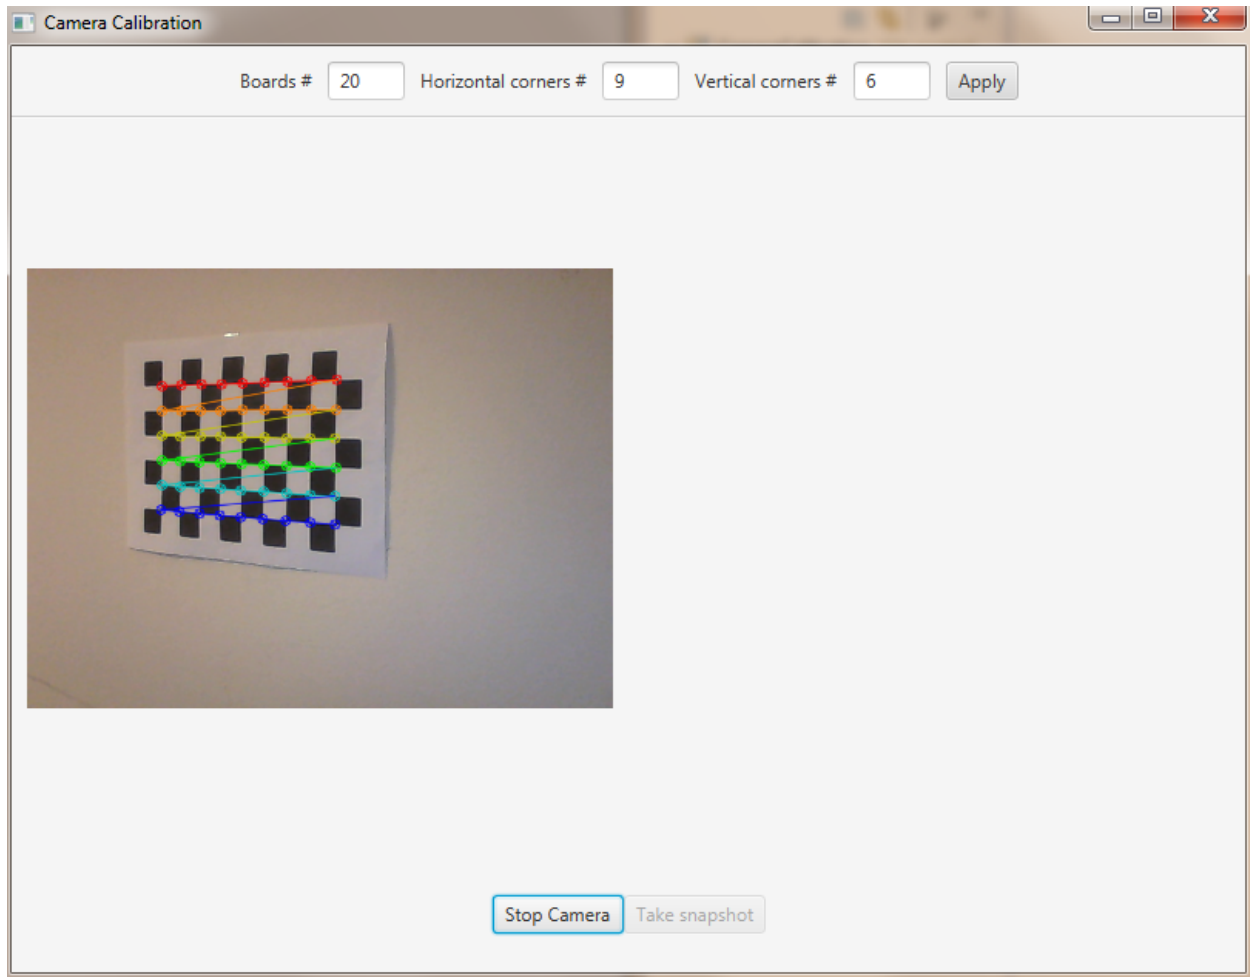 Camera Calibration
Boards # 20 Horizontal corners # 9 Vertical corners # 6 Apply
Stop Camera Take snapshot